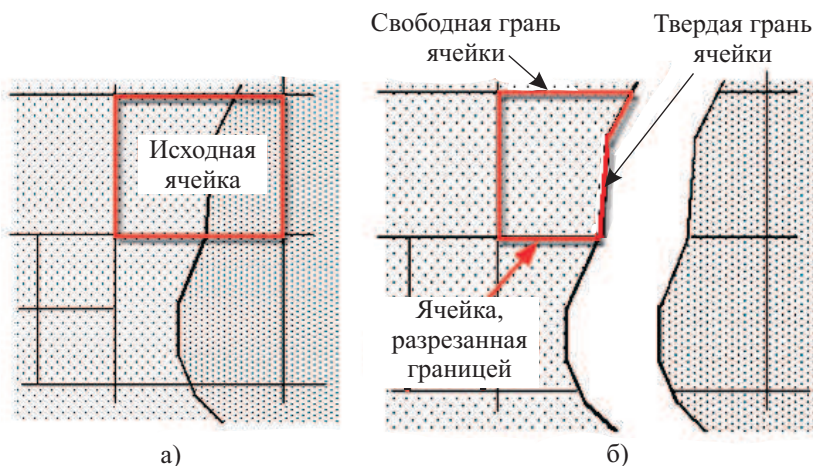 Свободная грань
ячейки
Твердая грань
ячейки
Исходная
ячейка
Ячейка,
разрезанная
границей
а)
б)